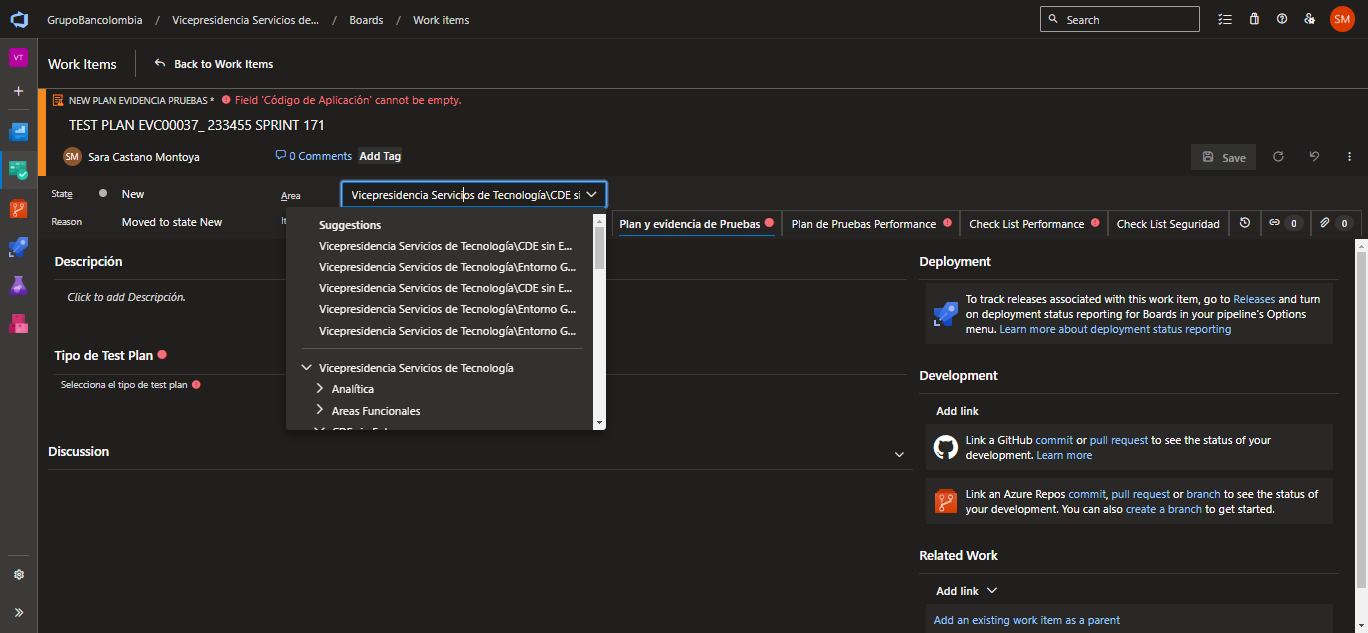 GrupoBancolombia / Vicepresidencia Servicios de... / Boards / Work items
Search
SM
VT
Work Items
Back to Work Items
NEW PLAN EVIDENCIA PRUEBAS * Field 'Código de Aplicación' cannot be empty.
TEST PLAN EVC00037_ 233455 SPRINT 171
SM Sara Castano Montoya
0 Comments Add Tag
Save
State New
Area Vicepresidencia Servicios de Tecnología\CDE si
Reason Moved to state New
Plan y evidencia de Pruebas
Plan de Pruebas Performance
Check List Performance
Check List Seguridad
0
0
Suggestions
Vicepresidencia Servicios de Tecnología\CDE sin E...
Vicepresidencia Servicios de Tecnología\Entorno G...
Vicepresidencia Servicios de Tecnología\CDE sin E...
Vicepresidencia Servicios de Tecnología\Entorno G...
Vicepresidencia Servicios de Tecnología\Entorno G...
Vicepresidencia Servicios de Tecnología
Analítica
Areas Funcionales
Descripción
Click to add Descripción.
Tipo de Test Plan
Selecciona el tipo de test plan
Discussion
Deployment
To track releases associated with this work item, go to Releases and turn
on deployment status reporting for Boards in your pipeline's Options
menu. Learn more about deployment status reporting
Development
Add link
Link a GitHub commit or pull request to see the status of your
development. Learn more
Link an Azure Repos commit, pull request or branch to see the status of
your development. You can also create a branch to get started.
Related Work
Add link
Add an existing work item as a parent